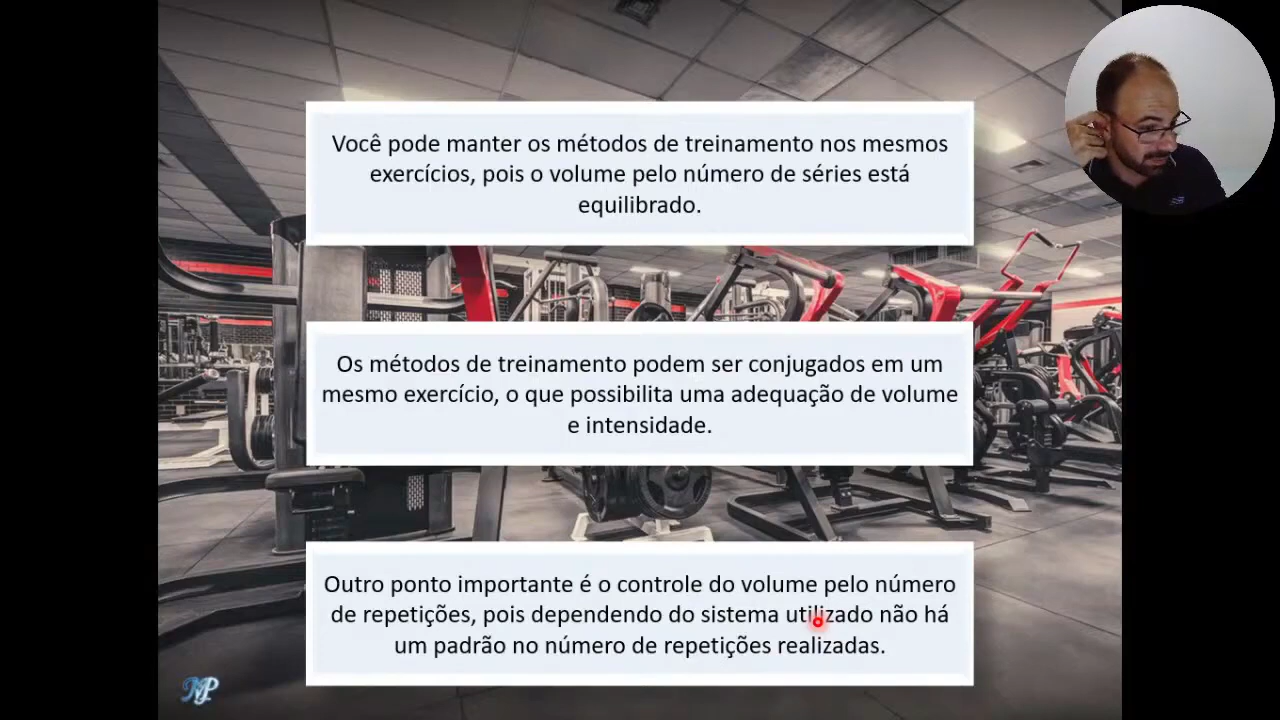 Você pode manter os métodos de treinamento nos mesmos
exercícios, pois o volume pelo número de séries está
equilibrado.
Os métodos de treinamento podem ser conjugados em um
mesmo exercício, o que possibilita uma adequação de volume
e intensidade.
Outro ponto importante é o controle do volume pelo número
de repetições, pois dependendo do sistema utilizado não há
um padrão no número de repetições realizadas.
MP